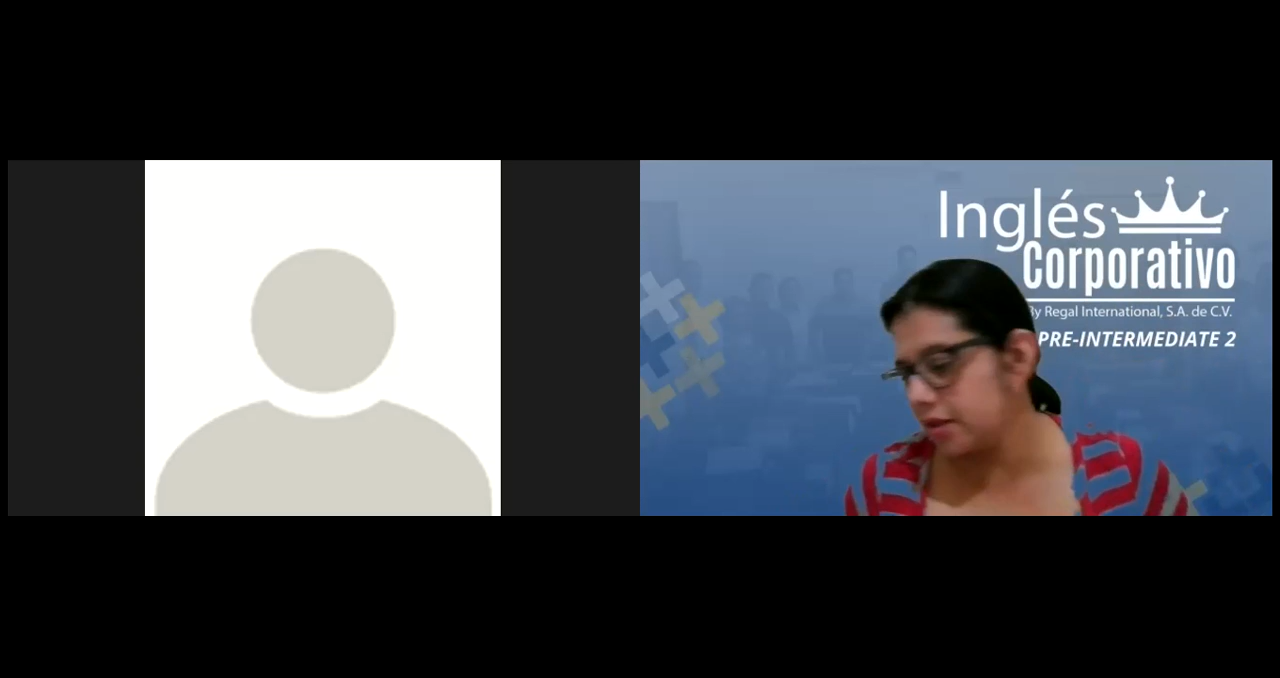 Inglés
Corporativo
By Regal International, S.A. de C.V.
PRE-INTERMEDIATE 2